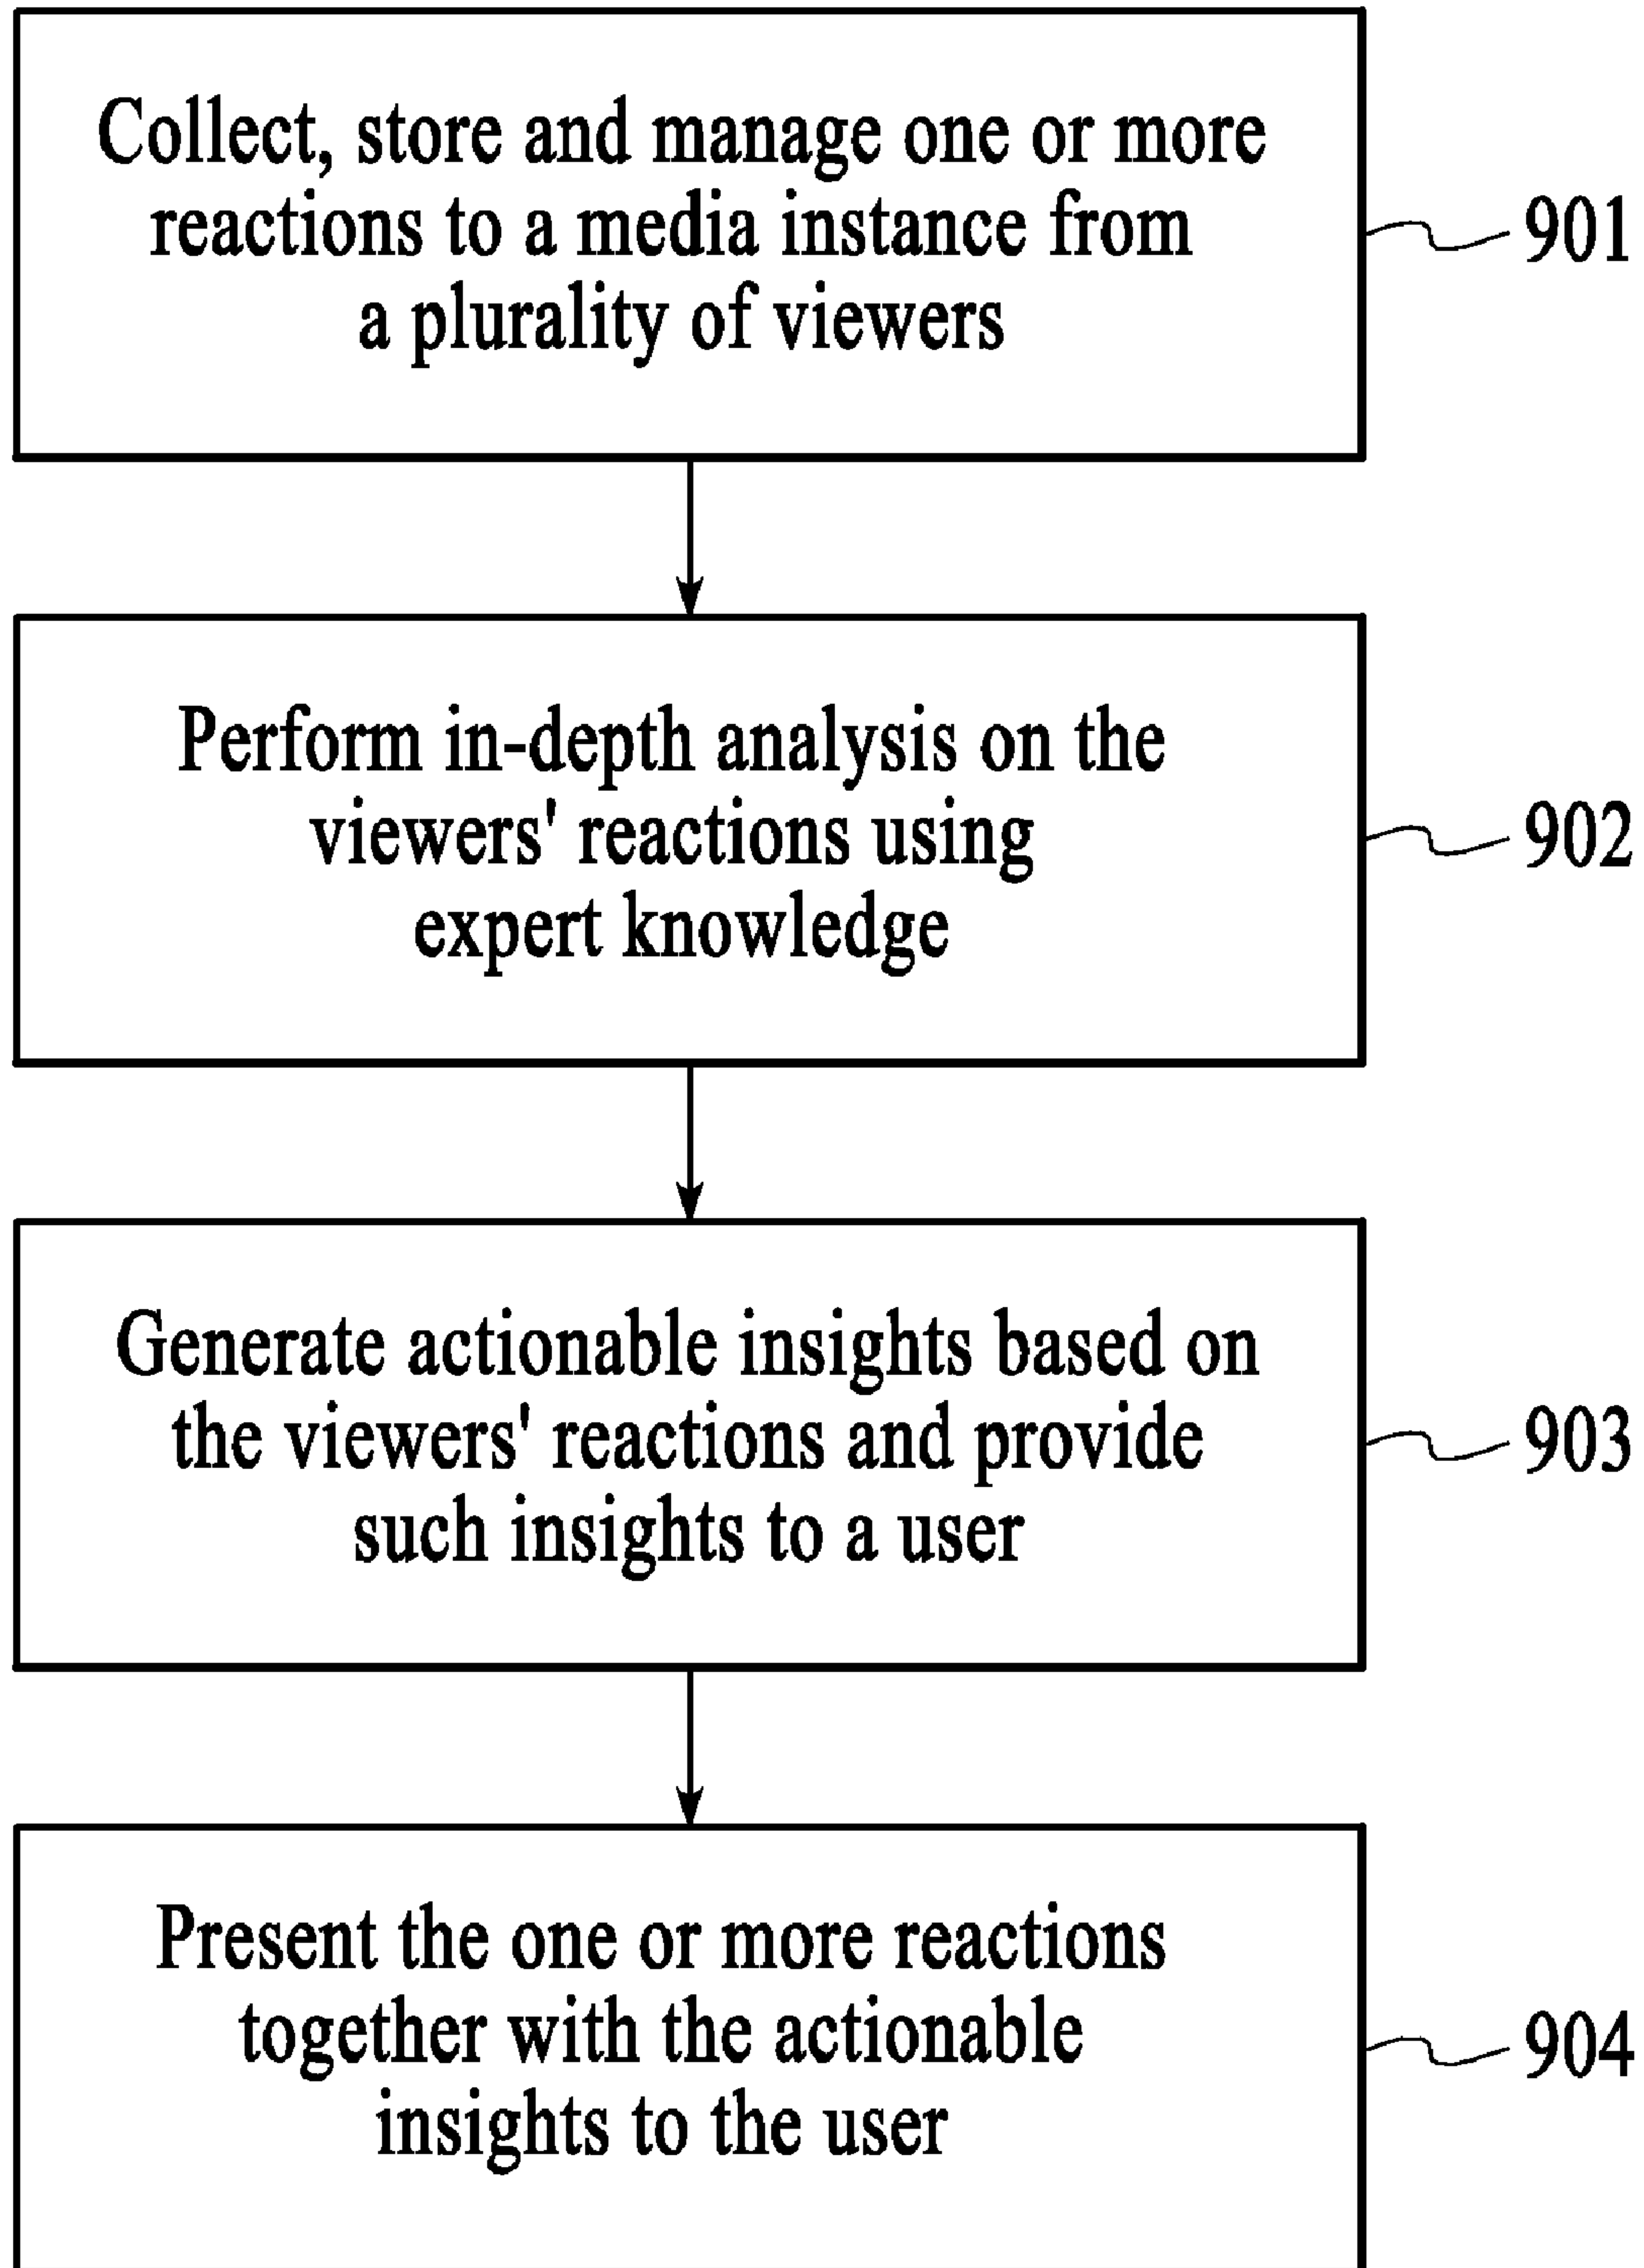 Collect, store and manage one or more
reactions to a media instance from
a plurality of viewers
901
Perform in-depth analysis on the
viewers' reactions using
expert knowledge
902
Generate actionable insights based on
the viewers' reactions and provide
such insights to a user
903
Present the one or more reactions
together with the actionable
insights to the user
904